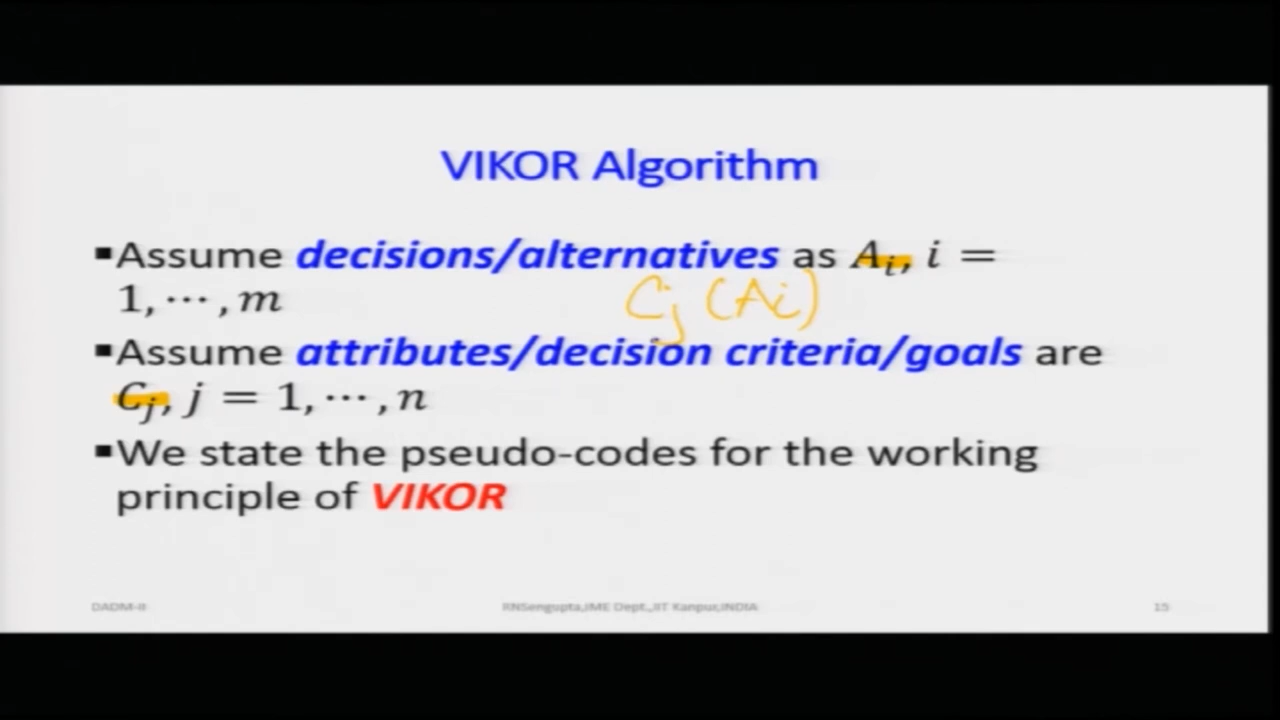 VIKOR Algorithm
▪Assume decisions/alternatives as Aᵢ, i =
1, ⋯ , m
Cj (Ai)
▪Assume attributes/decision criteria/goals are
Cⱼ, j = 1, ⋯ , n
▪We state the pseudo-codes for the working
principle of VIKOR
DADM-II RNSengupta,IME Dept.,IIT Kanpur,INDIA 15